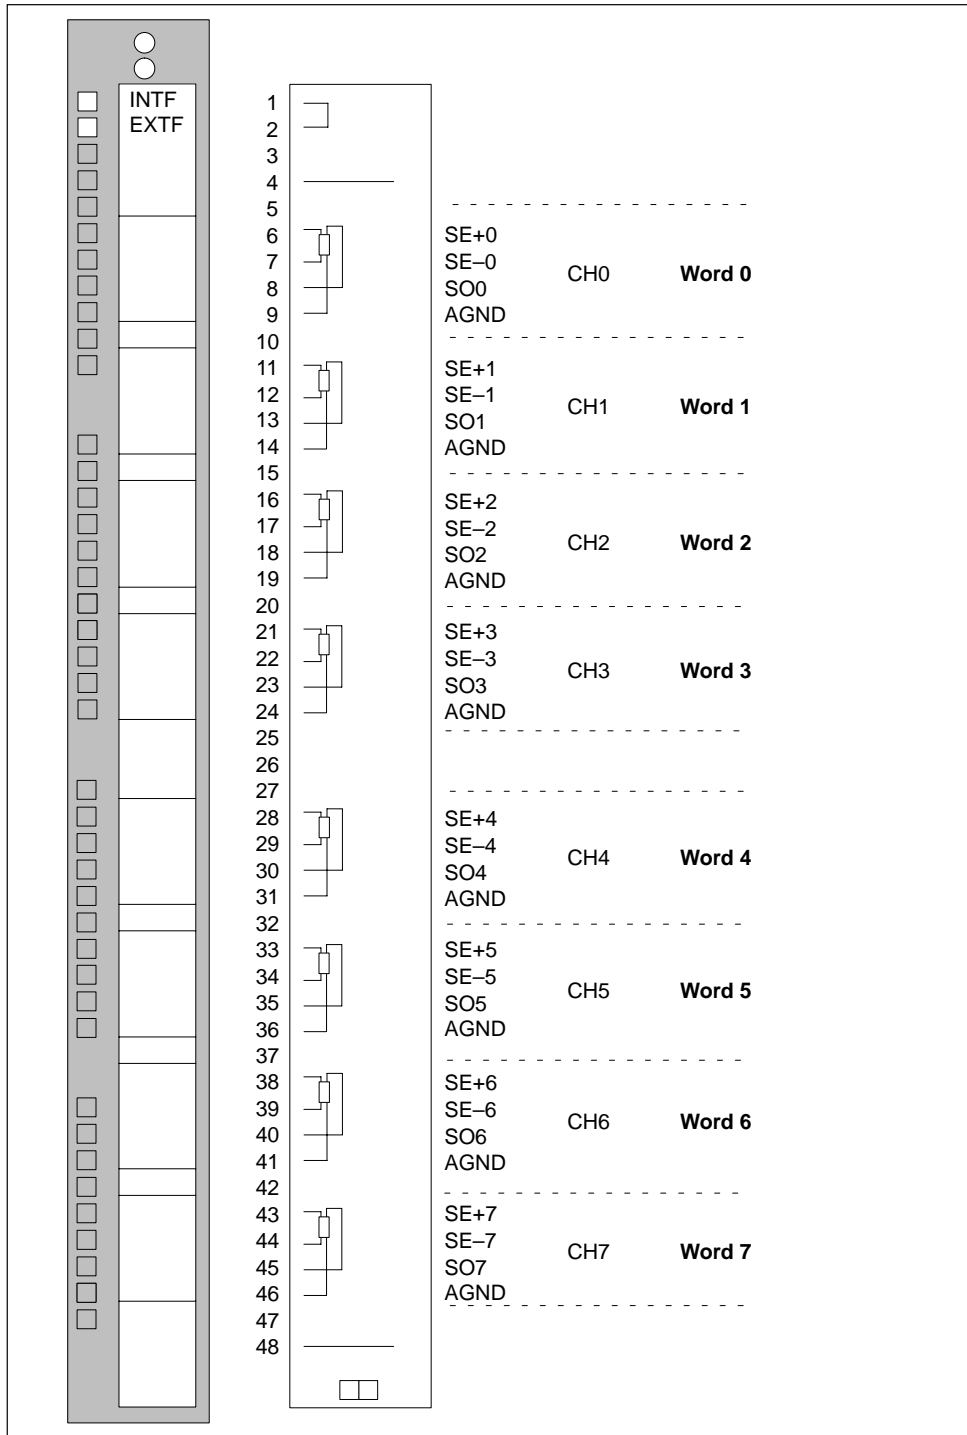 INTF
EXTF
1
2
3
4
5
6 SE+0
7 SE–0 CH0 Word 0
8 SO0
9 AGND
10
11 SE+1
12 SE–1 CH1 Word 1
13 SO1
14 AGND
15
16 SE+2
17 SE–2 CH2 Word 2
18 SO2
19 AGND
20
21 SE+3
22 SE–3 CH3 Word 3
23 SO3
24 AGND
25
26
27
28 SE+4
29 SE–4 CH4 Word 4
30 SO4
31 AGND
32
33 SE+5
34 SE–5 CH5 Word 5
35 SO5
36 AGND
37
38 SE+6
39 SE–6 CH6 Word 6
40 SO6
41 AGND
42
43 SE+7
44 SE–7 CH7 Word 7
45 SO7
46 AGND
47
48